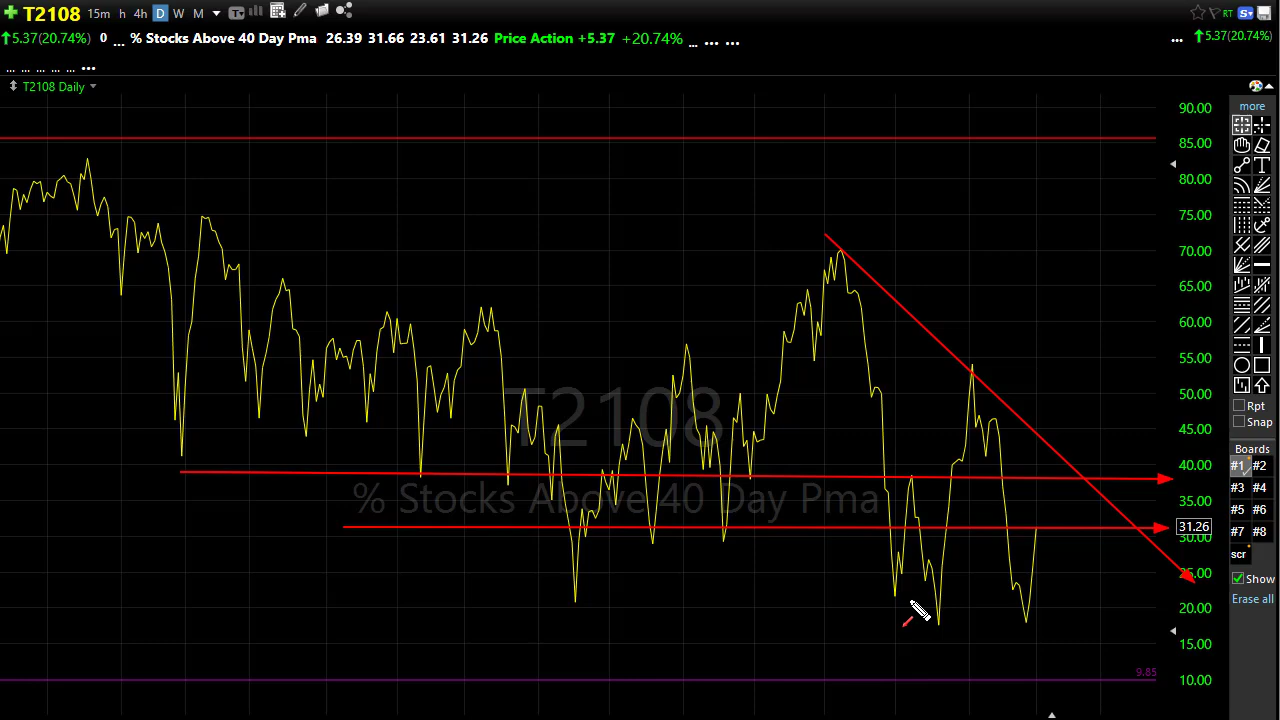 T2108 15m h 4h D W M T RT S
5.37(20.74%) 0 ... % Stocks Above 40 Day Pma 26.39 31.66 23.61 31.26 Price Action +5.37 +20.74% ... ... ... ... 5.37(20.74%)
... ... ... ... ... ...
T2108 Daily
more
90.00
85.00
80.00
75.00
70.00
65.00
60.00
55.00
50.00
45.00
40.00
35.00
31.26
30.00
25.00
20.00
15.00
10.00
9.85
T2108
% Stocks Above 40 Day Pma
T
Rpt
Snap
Boards
#1 #2
#3 #4
#5 #6
#7 #8
scr
Show
Erase all